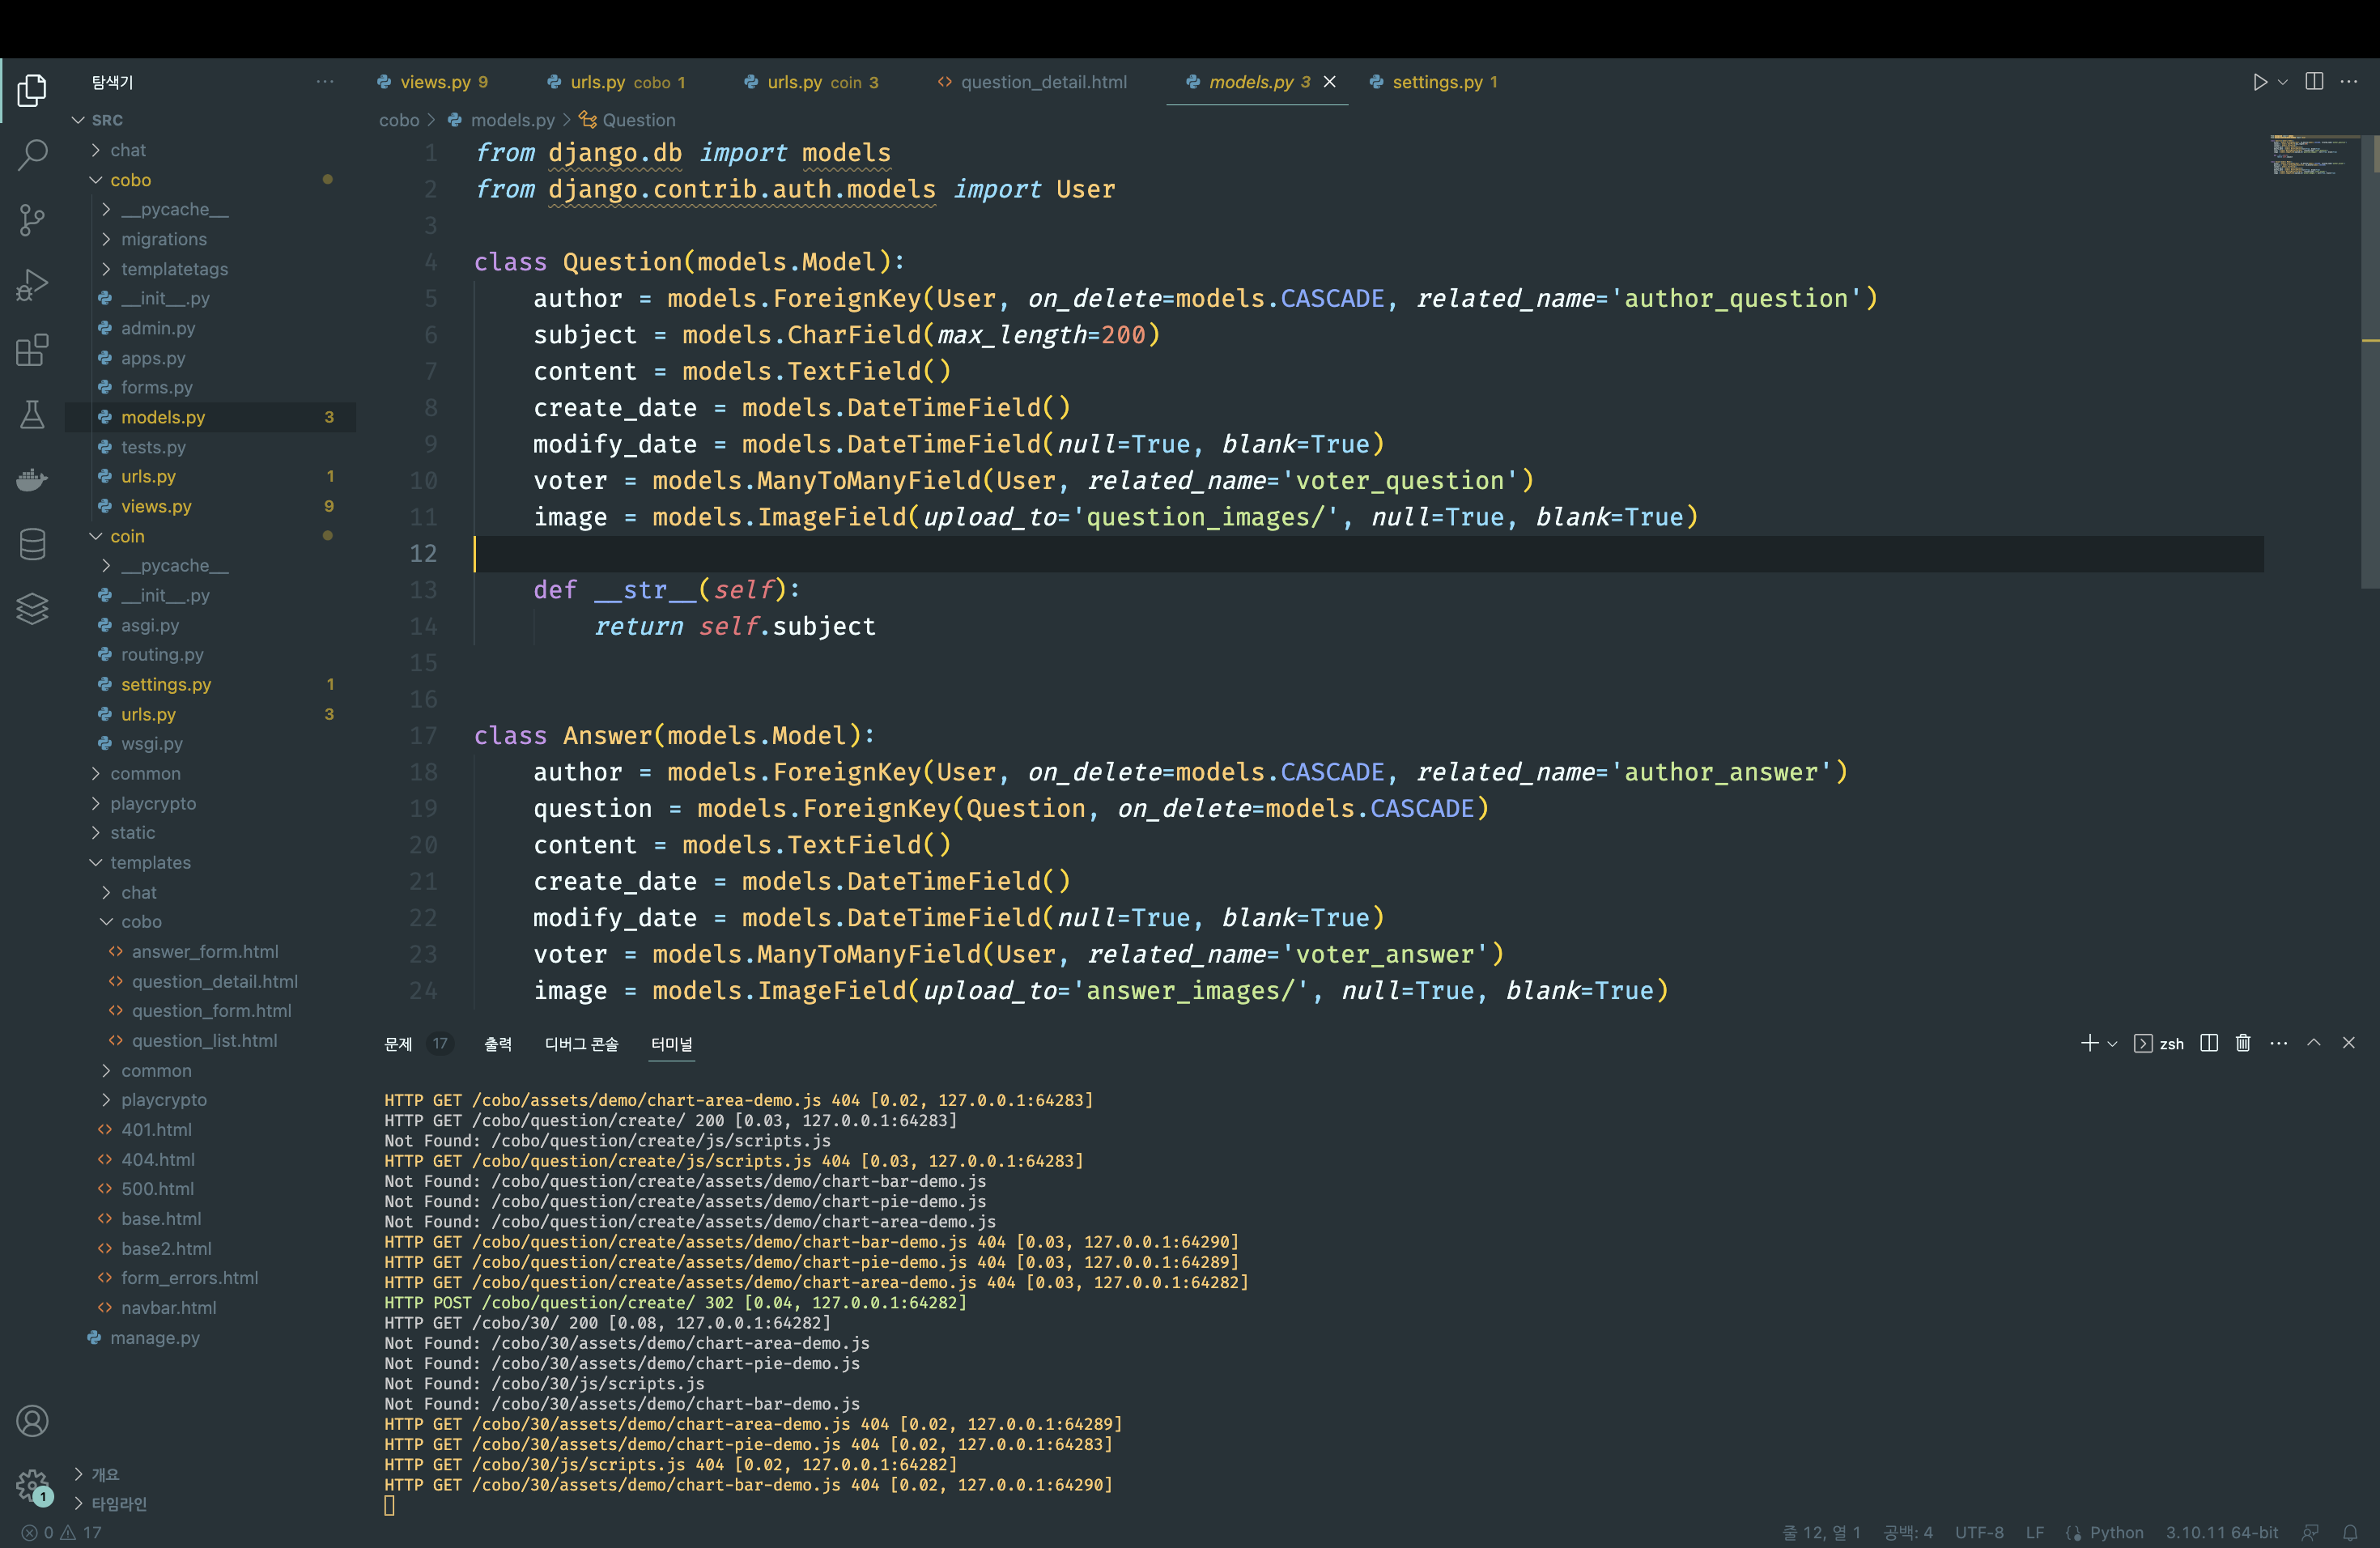 탐색기
SRC
chat
cobo
__pycache__
migrations
templatetags
__init__.py
admin.py
apps.py
forms.py
models.py 3
tests.py
urls.py 1
views.py 9
coin
__pycache__
__init__.py
asgi.py
routing.py
settings.py 1
urls.py 3
wsgi.py
common
playcrypto
static
templates
chat
cobo
answer_form.html
question_detail.html
question_form.html
question_list.html
common
playcrypto
401.html
404.html
500.html
base.html
base2.html
form_errors.html
navbar.html
manage.py
개요
타임라인
1
views.py 9 urls.py cobo 1 urls.py coin 3 question_detail.html models.py 3 settings.py 1
cobo > models.py > Question
1 from django.db import models
2 from django.contrib.auth.models import User
3
4 class Question(models.Model):
5 author = models.ForeignKey(User, on_delete=models.CASCADE, related_name='author_question')
6 subject = models.CharField(max_length=200)
7 content = models.TextField()
8 create_date = models.DateTimeField()
9 modify_date = models.DateTimeField(null=True, blank=True)
10 voter = models.ManyToManyField(User, related_name='voter_question')
11 image = models.ImageField(upload_to='question_images/', null=True, blank=True)
12
13 def __str__(self):
14 return self.subject
15
16
17 class Answer(models.Model):
18 author = models.ForeignKey(User, on_delete=models.CASCADE, related_name='author_answer')
19 question = models.ForeignKey(Question, on_delete=models.CASCADE)
20 content = models.TextField()
21 create_date = models.DateTimeField()
22 modify_date = models.DateTimeField(null=True, blank=True)
23 voter = models.ManyToManyField(User, related_name='voter_answer')
24 image = models.ImageField(upload_to='answer_images/', null=True, blank=True)
문제 17 출력 디버그 콘솔 터미널 zsh
HTTP GET /cobo/assets/demo/chart-area-demo.js 404 [0.02, 127.0.0.1:64283]
HTTP GET /cobo/question/create/ 200 [0.03, 127.0.0.1:64283]
Not Found: /cobo/question/create/js/scripts.js
HTTP GET /cobo/question/create/js/scripts.js 404 [0.03, 127.0.0.1:64283]
Not Found: /cobo/question/create/assets/demo/chart-bar-demo.js
Not Found: /cobo/question/create/assets/demo/chart-pie-demo.js
Not Found: /cobo/question/create/assets/demo/chart-area-demo.js
HTTP GET /cobo/question/create/assets/demo/chart-bar-demo.js 404 [0.03, 127.0.0.1:64290]
HTTP GET /cobo/question/create/assets/demo/chart-pie-demo.js 404 [0.03, 127.0.0.1:64289]
HTTP GET /cobo/question/create/assets/demo/chart-area-demo.js 404 [0.03, 127.0.0.1:64282]
HTTP POST /cobo/question/create/ 302 [0.04, 127.0.0.1:64282]
HTTP GET /cobo/30/ 200 [0.08, 127.0.0.1:64282]
Not Found: /cobo/30/assets/demo/chart-area-demo.js
Not Found: /cobo/30/assets/demo/chart-pie-demo.js
Not Found: /cobo/30/js/scripts.js
Not Found: /cobo/30/assets/demo/chart-bar-demo.js
HTTP GET /cobo/30/assets/demo/chart-area-demo.js 404 [0.02, 127.0.0.1:64289]
HTTP GET /cobo/30/assets/demo/chart-pie-demo.js 404 [0.02, 127.0.0.1:64283]
HTTP GET /cobo/30/js/scripts.js 404 [0.02, 127.0.0.1:64282]
HTTP GET /cobo/30/assets/demo/chart-bar-demo.js 404 [0.02, 127.0.0.1:64290]
0 17 줄 12, 열 1 공백: 4 UTF-8 LF Python 3.10.11 64-bit